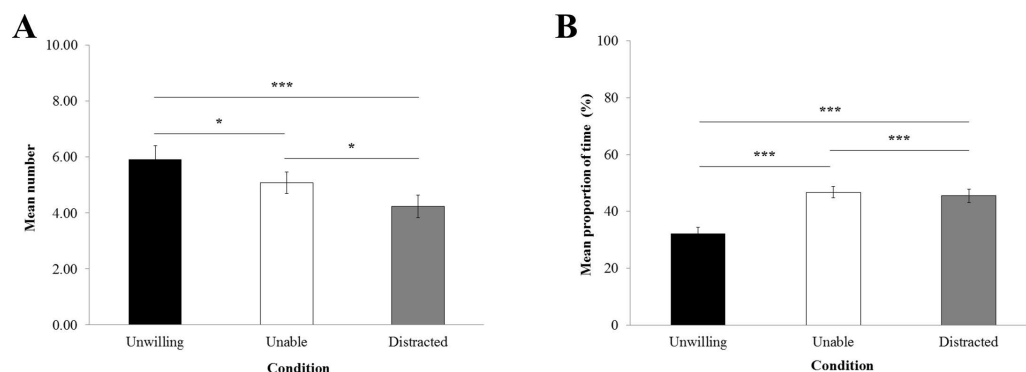 A
10.00
8.00
6.00
4.00
2.00
0.00
Mean number
***
*
*
Unwilling Unable Distracted
Condition
B
100
80
60
40
20
0
Mean proportion of time (%)
***
***
***
Unwilling Unable Distracted
Condition